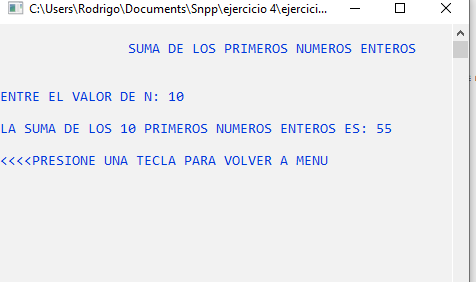 C:\Users\Rodrigo\Documents\Snpp\ejercicio 4\ejercici...
SUMA DE LOS PRIMEROS NUMEROS ENTEROS
ENTRE EL VALOR DE N: 10
LA SUMA DE LOS 10 PRIMEROS NUMEROS ENTEROS ES: 55
<<<<PRESIONE UNA TECLA PARA VOLVER A MENU